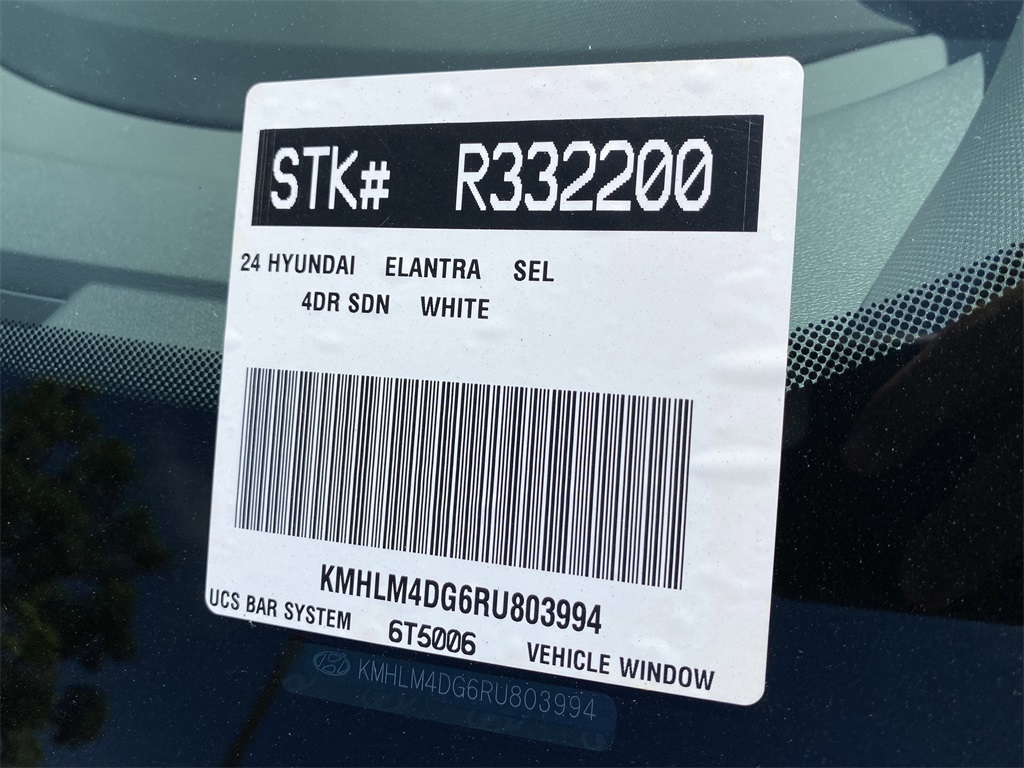 STK# R332200
24 HYUNDAI ELANTRA SEL
4DR SDN WHITE
KMHLM4DG6RU803994
UCS BAR SYSTEM 6T5006 VEHICLE WINDOW
KMHLM4DG6RU803994